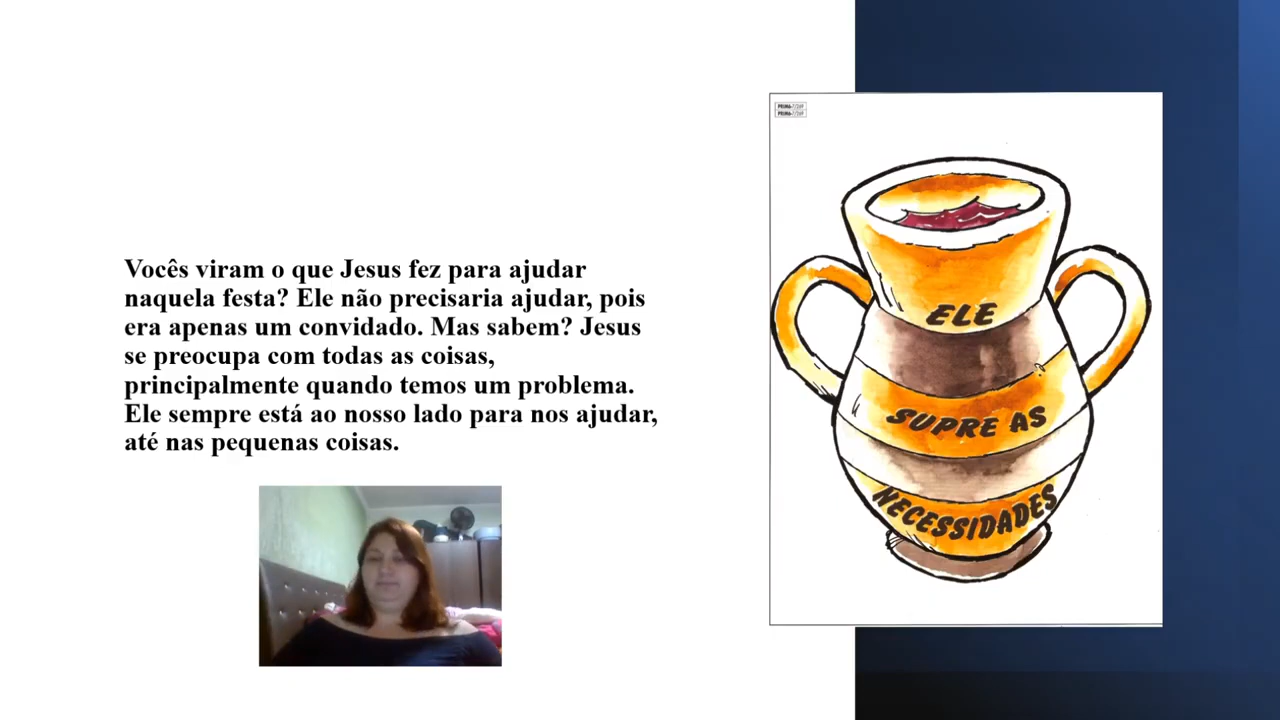 Vocês viram o que Jesus fez para ajudar
naquela festa? Ele não precisaria ajudar, pois
era apenas um convidado. Mas sabem? Jesus
se preocupa com todas as coisas,
principalmente quando temos um problema.
Ele sempre está ao nosso lado para nos ajudar,
até nas pequenas coisas.
ELE
SUPRE AS
NECESSIDADES